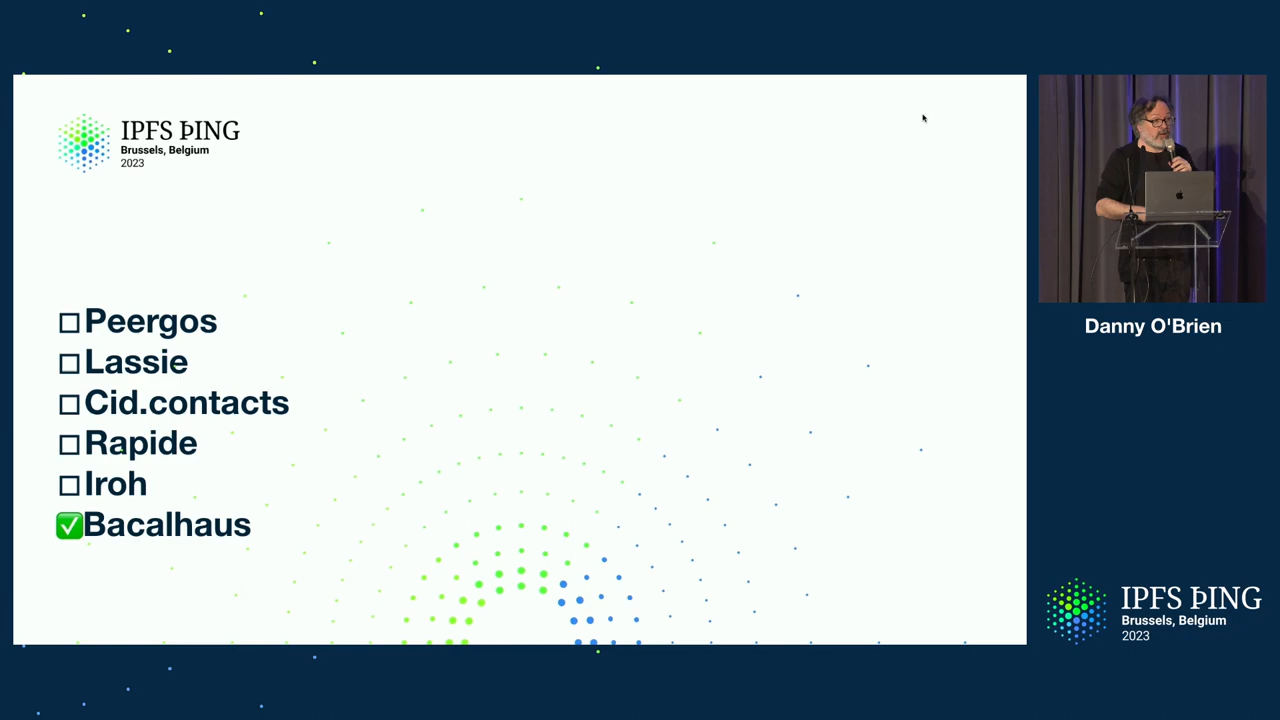 IPFS ÞING
Brussels, Belgium
2023
Peergos
Lassie
Cid.contacts
Rapide
Iroh
Bacalhaus
Danny O'Brien
IPFS ÞING
Brussels, Belgium
2023